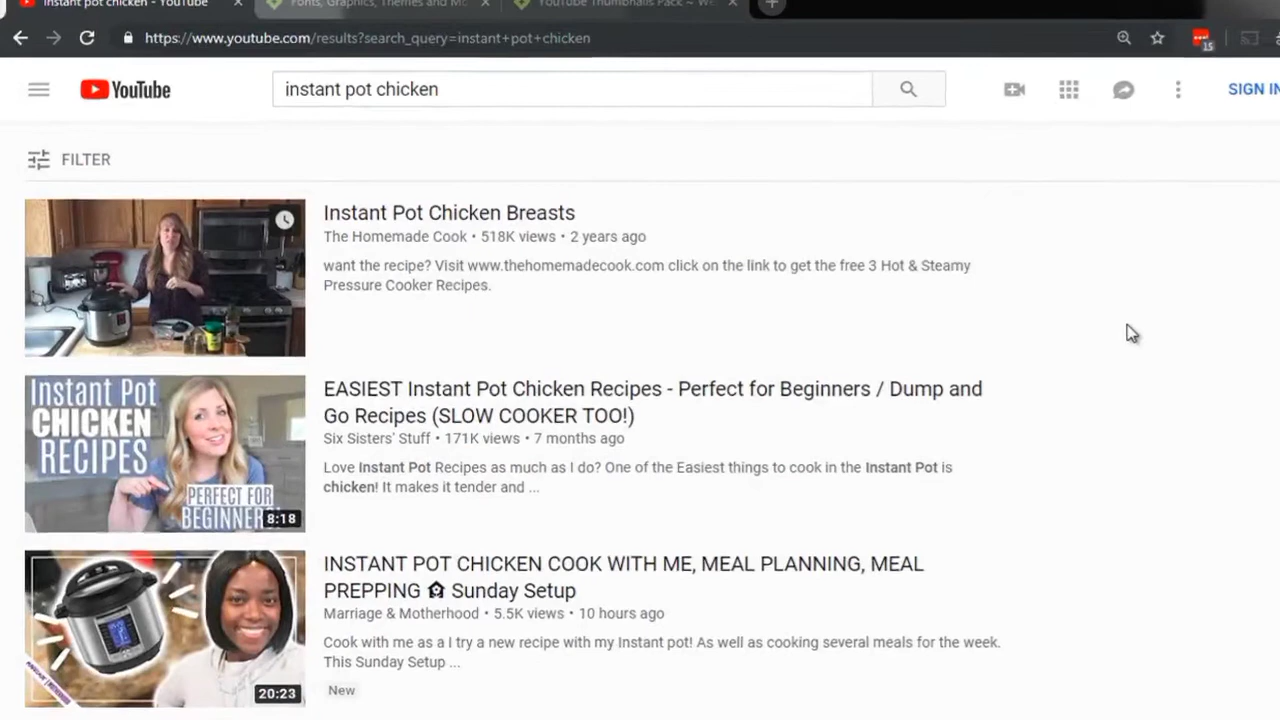 instant pot chicken - YouTube
Fonts, Graphics, Themes and Mo
YouTube Thumbnails Pack ~ We
https://www.youtube.com/results?search_query=instant+pot+chicken
15
YouTube
instant pot chicken
SIGN IN
FILTER
Instant Pot Chicken Breasts
The Homemade Cook • 518K views • 2 years ago
want the recipe? Visit www.thehomemadecook.com click on the link to get the free 3 Hot & Steamy
Pressure Cooker Recipes.
Instant Pot
CHICKEN
RECIPES
PERFECT FOR
BEGINNERS
8:18
EASIEST Instant Pot Chicken Recipes - Perfect for Beginners / Dump and
Go Recipes (SLOW COOKER TOO!)
Six Sisters' Stuff • 171K views • 7 months ago
Love Instant Pot Recipes as much as I do? One of the Easiest things to cook in the Instant Pot is
chicken! It makes it tender and ...
20:23
INSTANT POT CHICKEN COOK WITH ME, MEAL PLANNING, MEAL
PREPPING 🏠 Sunday Setup
Marriage & Motherhood • 5.5K views • 10 hours ago
Cook with me as a I try a new recipe with my Instant pot! As well as cooking several meals for the week.
This Sunday Setup ...
New